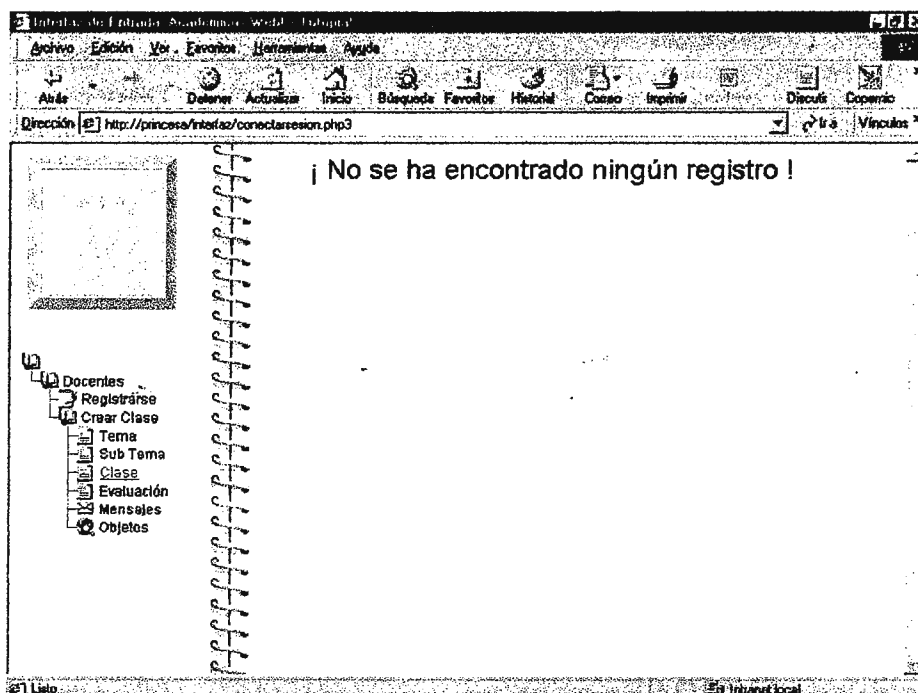 Archivo Edición Ver Favoritos Herramientas Ayuda
Atrás Detener Actualizar Inicio Búsqueda Favoritos Historial Correo Imprimir Discutir Copernic
Dirección http://princesa/interfaz/conectarsesion.php3 Ir a Vínculos
¡ No se ha encontrado ningún registro !
Docentes
Registrárse
Crear Clase
Tema
Sub Tema
Clase
Evaluación
Mensajes
Objetos
Listo Intranet local